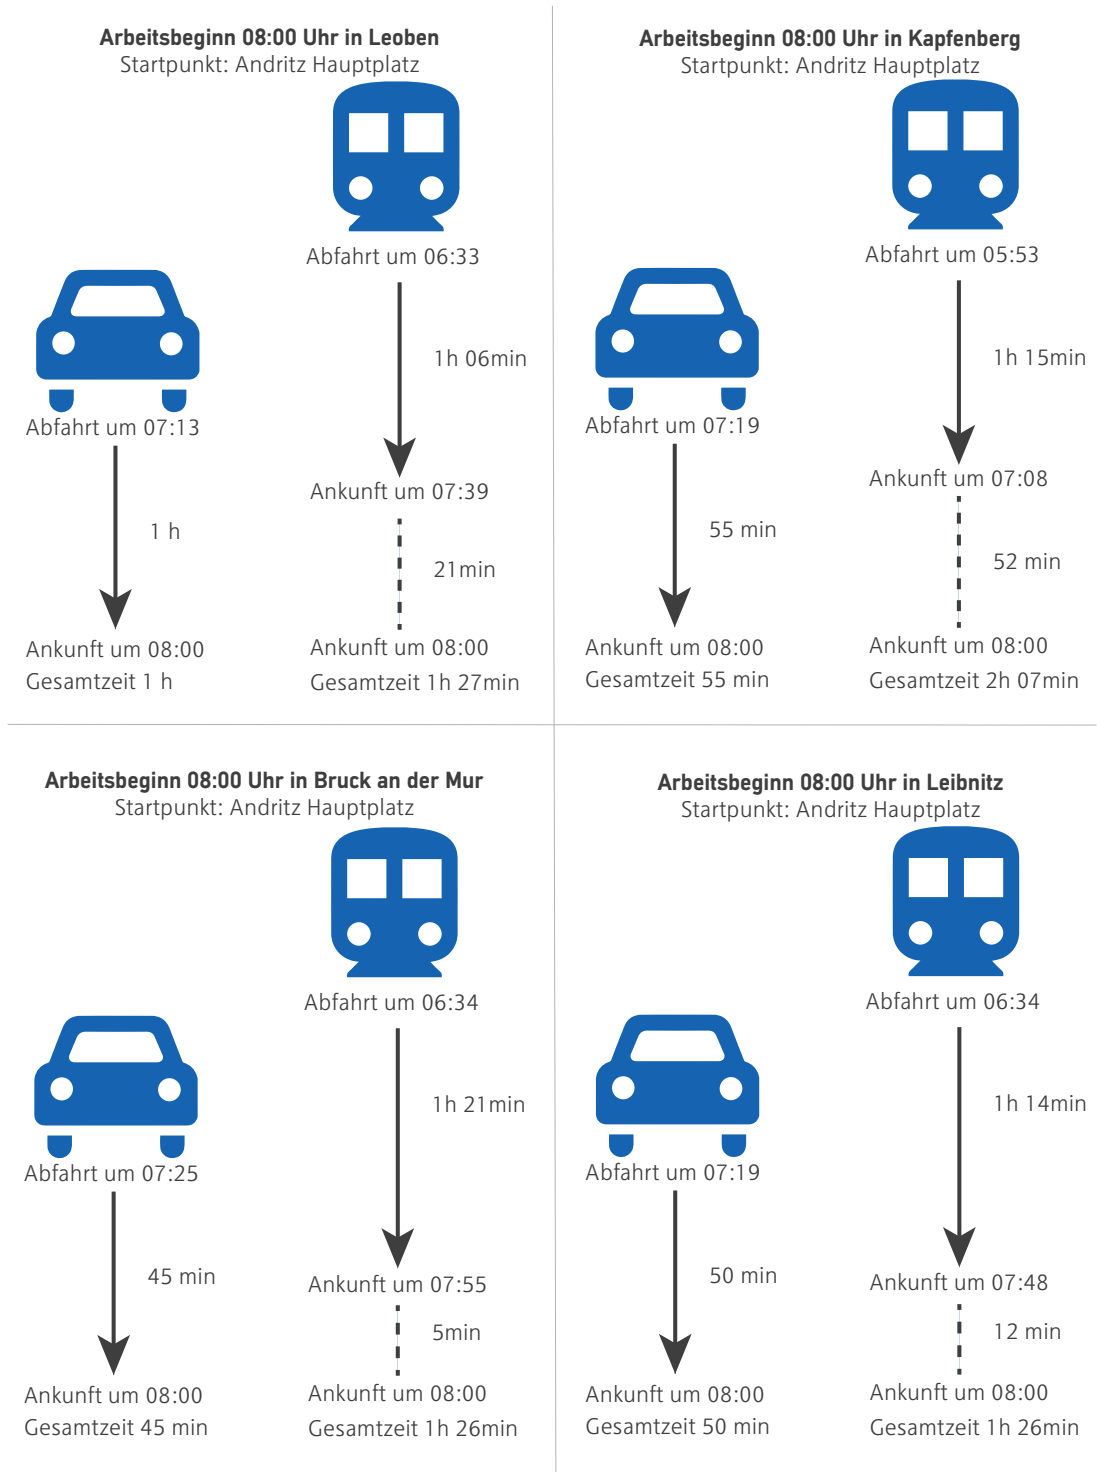 Arbeitsbeginn 08:00 Uhr in Leoben
Startpunkt: Andritz Hauptplatz
Abfahrt um 06:33
1h 06min
Abfahrt um 07:13
Ankunft um 07:39
1 h
21min
Ankunft um 08:00
Gesamtzeit 1 h
Ankunft um 08:00
Gesamtzeit 1h 27min
Arbeitsbeginn 08:00 Uhr in Kapfenberg
Startpunkt: Andritz Hauptplatz
Abfahrt um 05:53
1h 15min
Abfahrt um 07:19
Ankunft um 07:08
55 min
52 min
Ankunft um 08:00
Gesamtzeit 55 min
Ankunft um 08:00
Gesamtzeit 2h 07min
Arbeitsbeginn 08:00 Uhr in Bruck an der Mur
Startpunkt: Andritz Hauptplatz
Abfahrt um 06:34
1h 21min
Abfahrt um 07:25
45 min
Ankunft um 07:55
5min
Ankunft um 08:00
Gesamtzeit 45 min
Ankunft um 08:00
Gesamtzeit 1h 26min
Arbeitsbeginn 08:00 Uhr in Leibnitz
Startpunkt: Andritz Hauptplatz
Abfahrt um 06:34
1h 14min
Abfahrt um 07:19
50 min
Ankunft um 07:48
12 min
Ankunft um 08:00
Gesamtzeit 50 min
Ankunft um 08:00
Gesamtzeit 1h 26min